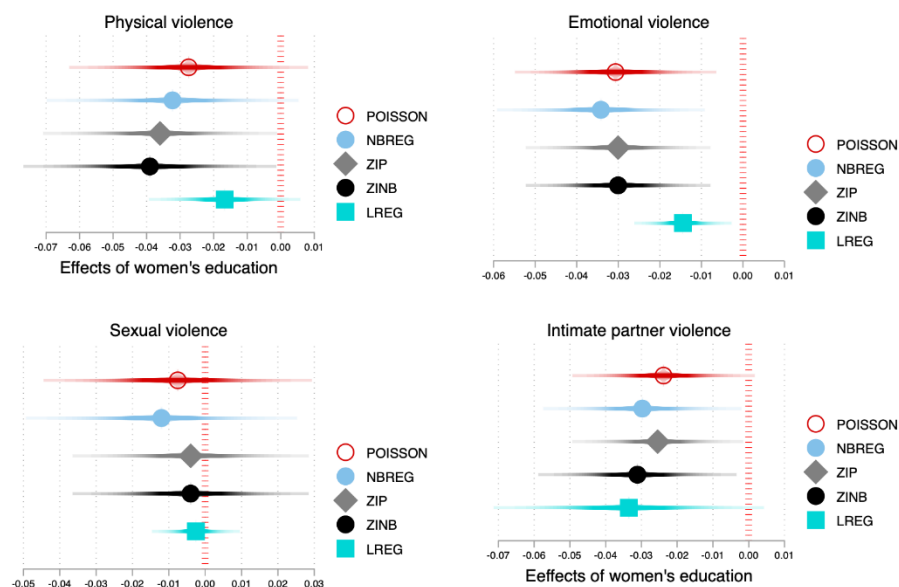 Physical violence
POISSON
NBREG
ZIP
ZINB
LREG
-0.07 -0.06 -0.05 -0.04 -0.03 -0.02 -0.01 0.00 0.01
Effects of women's education
Emotional violence
POISSON
NBREG
ZIP
ZINB
LREG
-0.06 -0.05 -0.04 -0.03 -0.02 -0.01 0.00 0.01
Sexual violence
POISSON
NBREG
ZIP
ZINB
LREG
-0.05 -0.04 -0.03 -0.02 -0.01 0.00 0.01 0.02 0.03
Intimate partner violence
POISSON
NBREG
ZIP
ZINB
LREG
-0.07 -0.06 -0.05 -0.04 -0.03 -0.02 -0.01 0.00 0.01
Eeffects of women's education